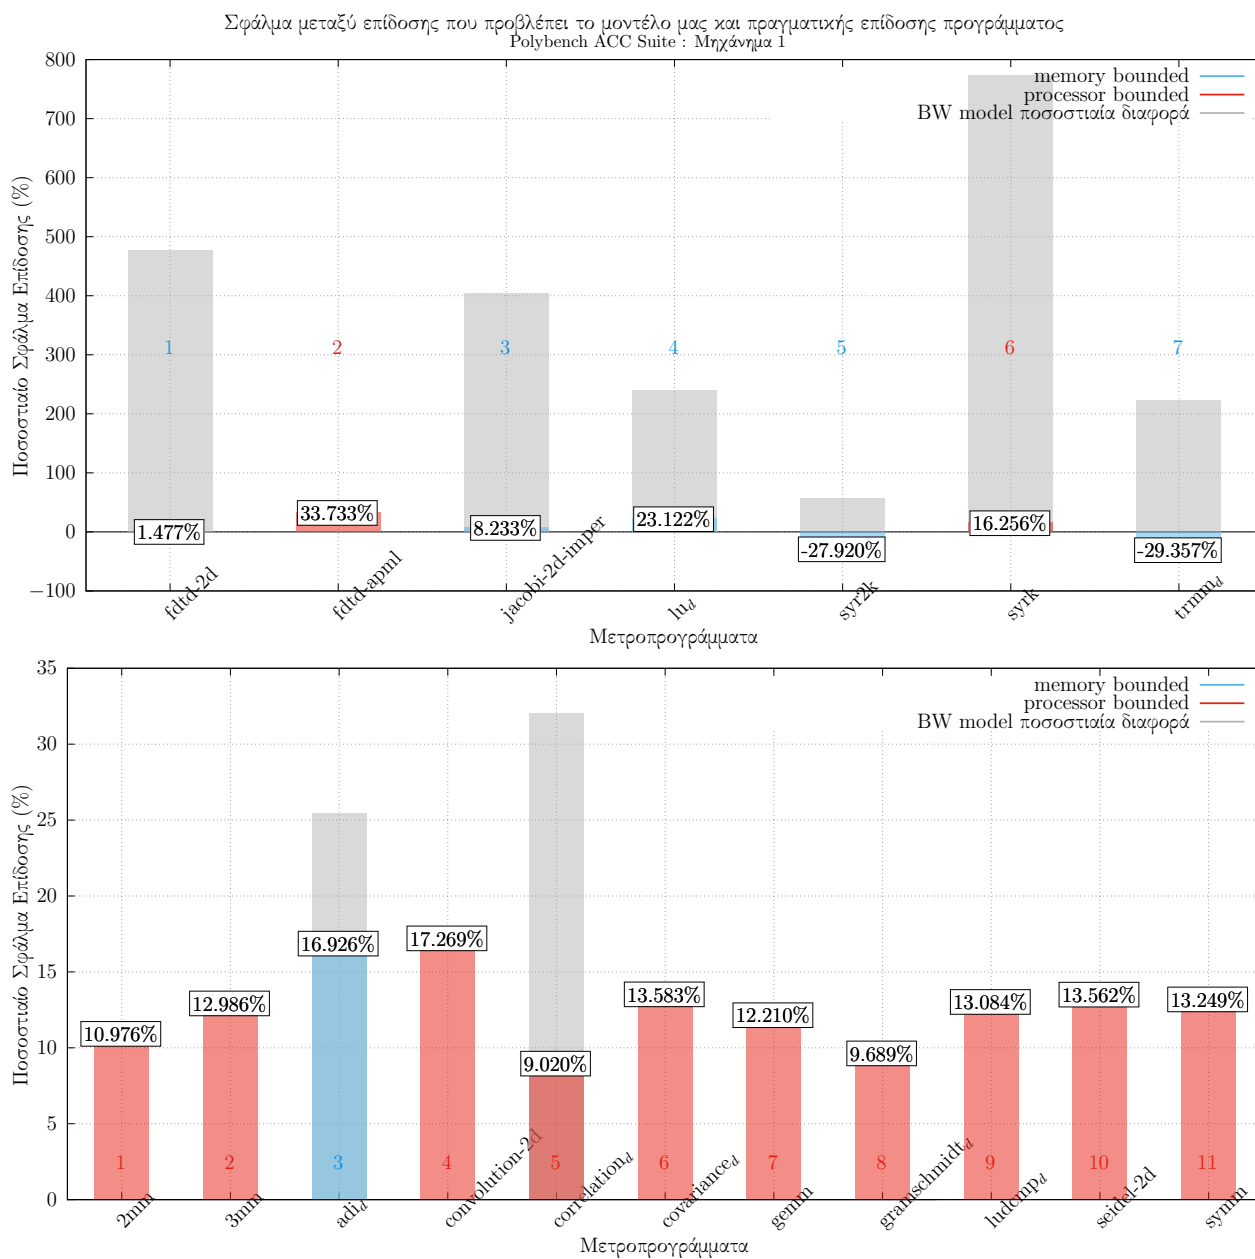 Σφάλμα μεταξύ επίδοσης που προβλέπει το μοντέλο μας και πραγματικής επίδοσης προγράμματος
Polybench ACC Suite : Μηχάνημα 1
800
700
600
500
400
300
200
100
0
−100
Ποσοστιαίο Σφάλμα Επίδοσης (%)
memory bounded
processor bounded
BW model ποσοστιαία διαφορά
1
2
3
4
5
6
7
1.477%
33.733%
8.233%
23.122%
-27.920%
16.256%
-29.357%
fdtd-2d
fdtd-apml
jacobi-2d-imper
lu_d
syr2k
syrk
trmm_d
Μετροπρογράμματα
35
30
25
20
15
10
5
0
Ποσοστιαίο Σφάλμα Επίδοσης (%)
memory bounded
processor bounded
BW model ποσοστιαία διαφορά
10.976%
12.986%
16.926%
17.269%
9.020%
13.583%
12.210%
9.689%
13.084%
13.562%
13.249%
1
2
3
4
5
6
7
8
9
10
11
2mm
3mm
adi_d
convolution-2d
correlation_d
covariance_d
gemm
gramschmidt_d
ludcmp_d
seidel-2d
symm
Μετροπρογράμματα